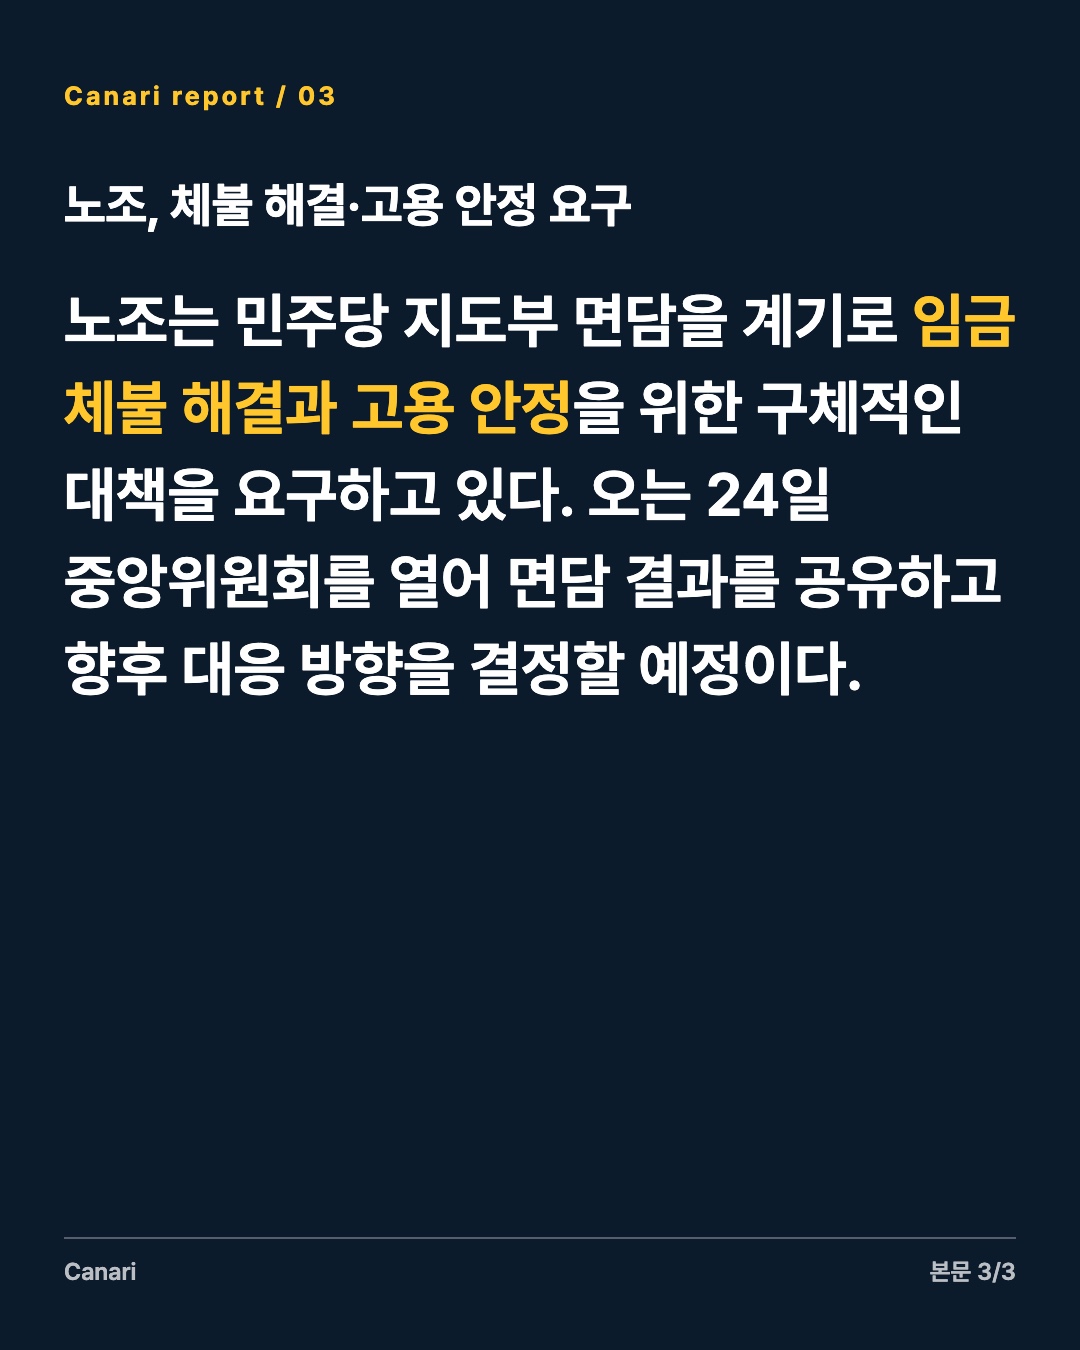 Canari report / 03
노조, 체불 해결·고용 안정 요구
노조는 민주당 지도부 면담을 계기로 임금
체불 해결과 고용 안정을 위한 구체적인
대책을 요구하고 있다. 오는 24일
중앙위원회를 열어 면담 결과를 공유하고
향후 대응 방향을 결정할 예정이다.
Canari
본문 3/3